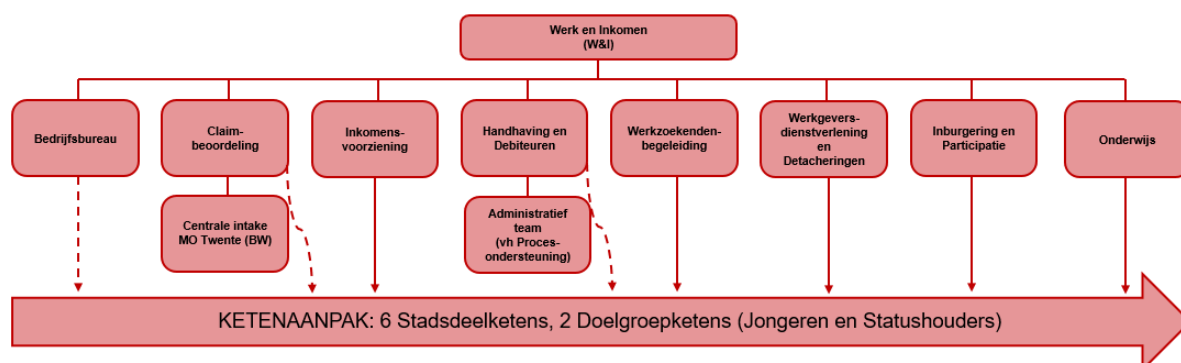 Werk en Inkomen
(W&I)
Bedrijfsbureau
Claim-
beoordeling
Inkomens-
voorziening
Handhaving en
Debiteuren
Werkzoekenden-
begeleiding
Werkgevers-
dienstverlening
en
Detacheringen
Inburgering en
Participatie
Onderwijs
Centrale intake
MO Twente (BW)
Administratief
team
(vh Proces-
ondersteuning)
KETENAANPAK: 6 Stadsdeelketens, 2 Doelgroepketens (Jongeren en Statushouders)